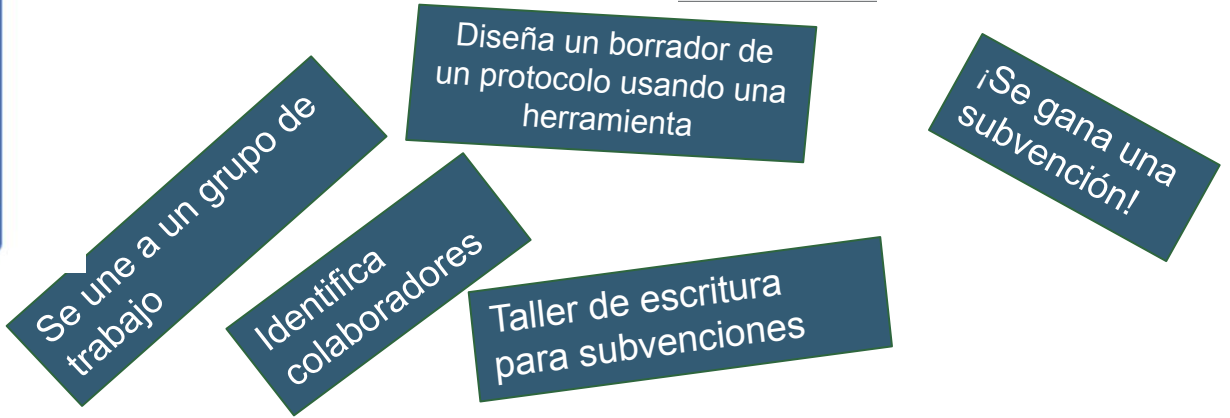 Diseña un borrador de
un protocolo usando una
herramienta
¡Se gana una
subvención!
Se une a un grupo de
trabajo
Identifica
colaboradores
Taller de escritura
para subvenciones